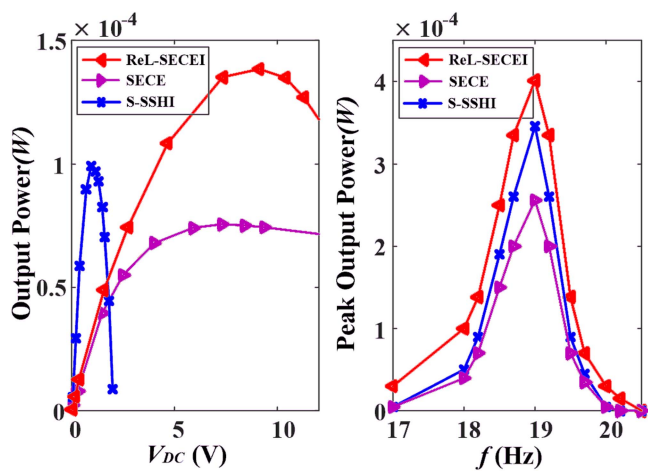 × 10⁻⁴
1.5
1
0.5
0
Output Power(W)
ReL-SECEI
SECE
S-SSHI
0 5 10
V_DC (V)
× 10⁻⁴
4
3
2
1
0
Peak Output Power(W)
ReL-SECEI
SECE
S-SSHI
17 18 19 20
f (Hz)